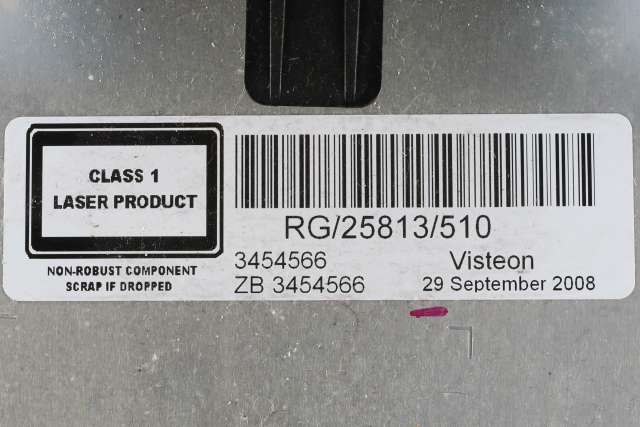 CLASS 1
LASER PRODUCT
NON-ROBUST COMPONENT
SCRAP IF DROPPED
RG/25813/510
3454566 Visteon
ZB 3454566 29 September 2008